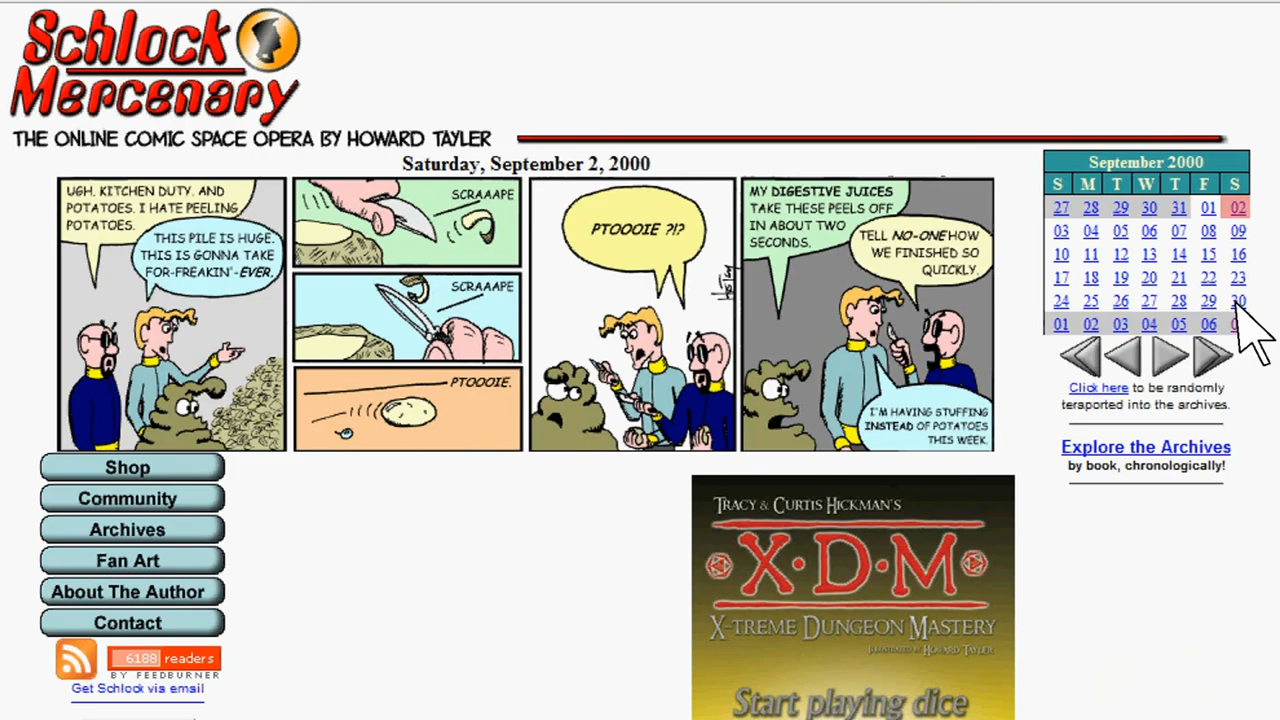 Schlock
Mercenary
THE ONLINE COMIC SPACE OPERA BY HOWARD TAYLER
Saturday, September 2, 2000
UGH. KITCHEN DUTY. AND
POTATOES. I HATE PEELING
POTATOES.
THIS PILE IS HUGE.
THIS IS GONNA TAKE
FOR-FREAKIN'-EVER.
SCRAAAPE
SCRAAAPE
PTOOOIE.
PTOOOIE ?!?
MY DIGESTIVE JUICES
TAKE THESE PEELS OFF
IN ABOUT TWO
SECONDS.
TELL NO-ONE HOW
WE FINISHED SO
QUICKLY.
I'M HAVING STUFFING
INSTEAD OF POTATOES
THIS WEEK.
September 2000
S M T W T F S
27 28 29 30 31 01 02
03 04 05 06 07 08 09
10 11 12 13 14 15 16
17 18 19 20 21 22 23
24 25 26 27 28 29 30
01 02 03 04 05 06
Click here to be randomly
teraported into the archives.
Explore the Archives
by book, chronologically!
Shop
Community
Archives
Fan Art
About The Author
Contact
6188 readers
BY FEEDBURNER
Get Schlock via email
TRACY & CURTIS HICKMAN'S
X·D·M
X-TREME DUNGEON MASTERY
ILLUSTRATED BY HOWARD TAYLER
Start playing dice